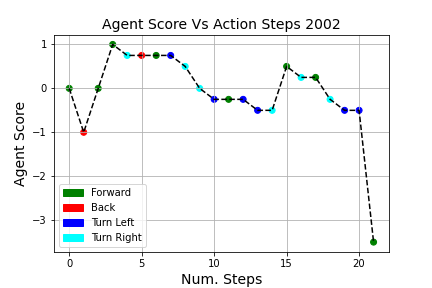 Agent Score Vs Action Steps 2002
Agent Score
1
0
−1
−2
−3
Forward
Back
Turn Left
Turn Right
0
5
10
15
20
Num. Steps